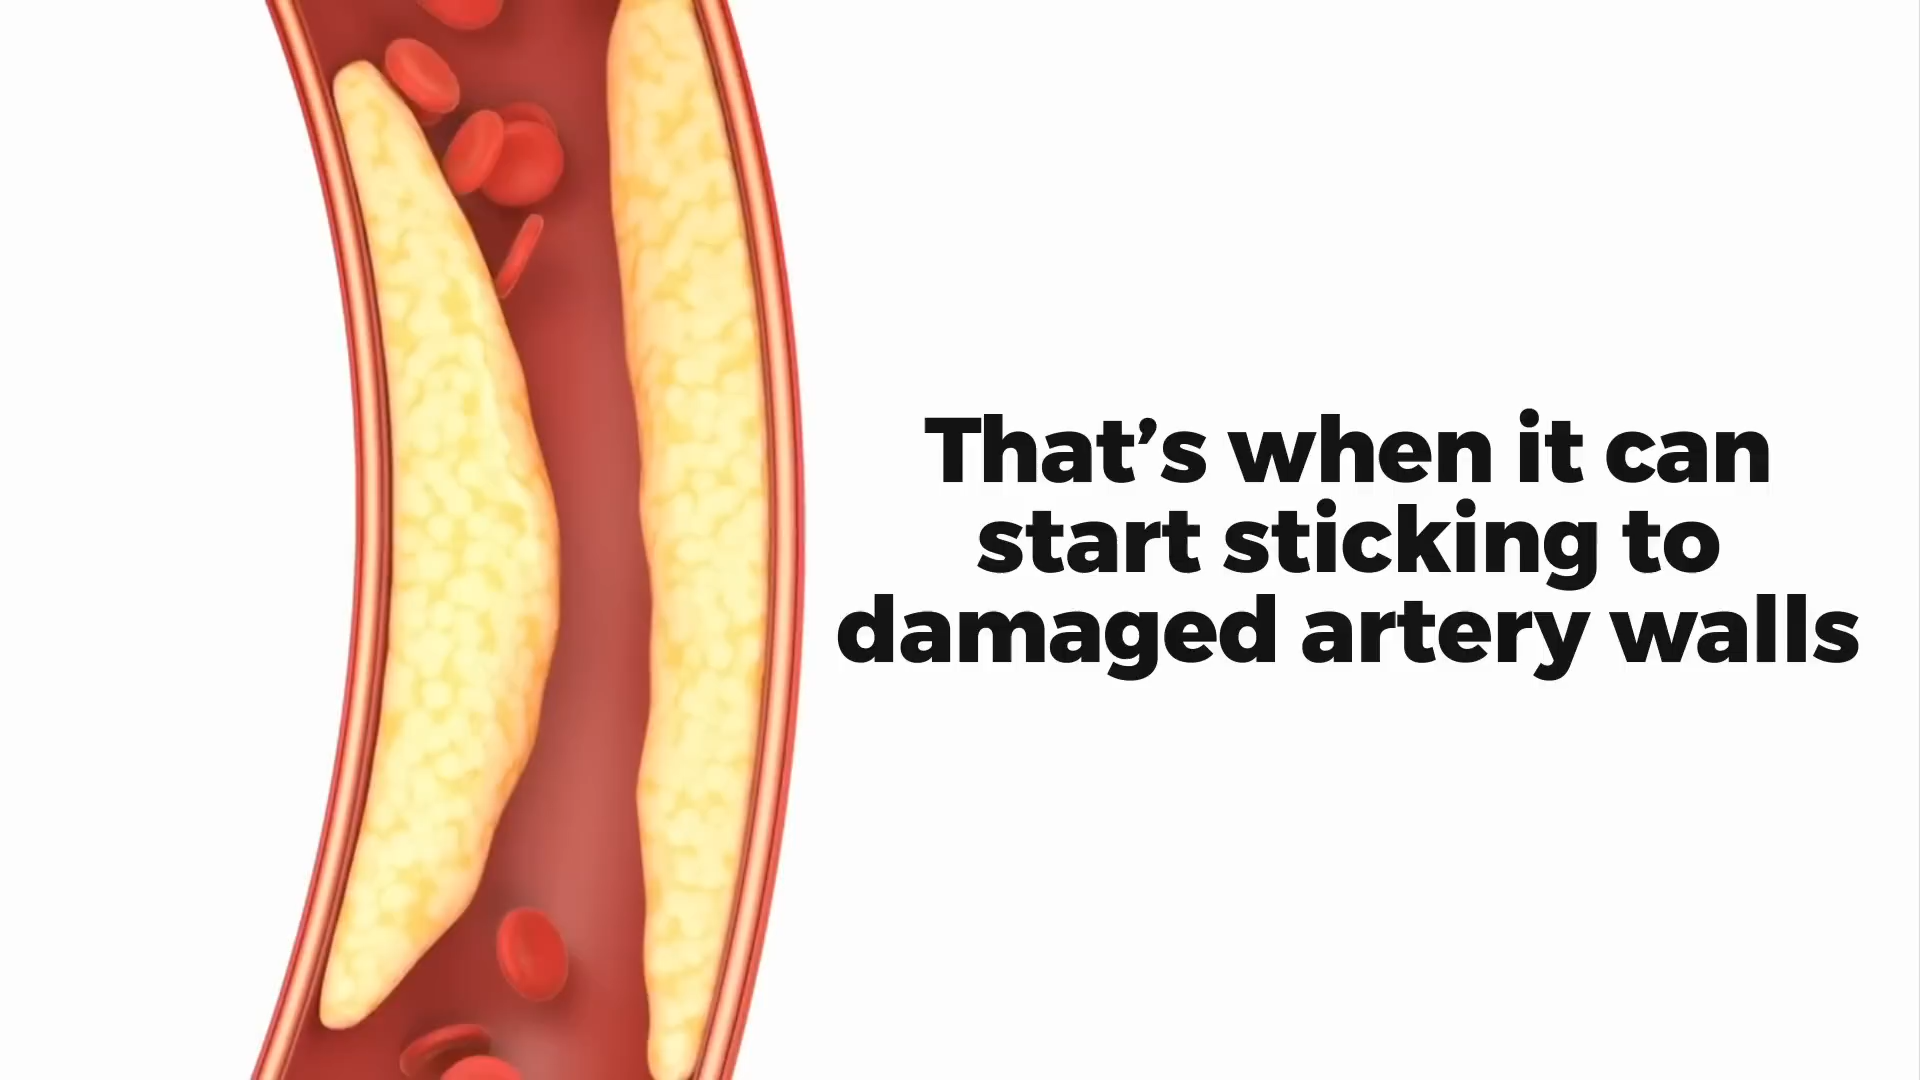 That’s when it can
start sticking to
damaged artery walls